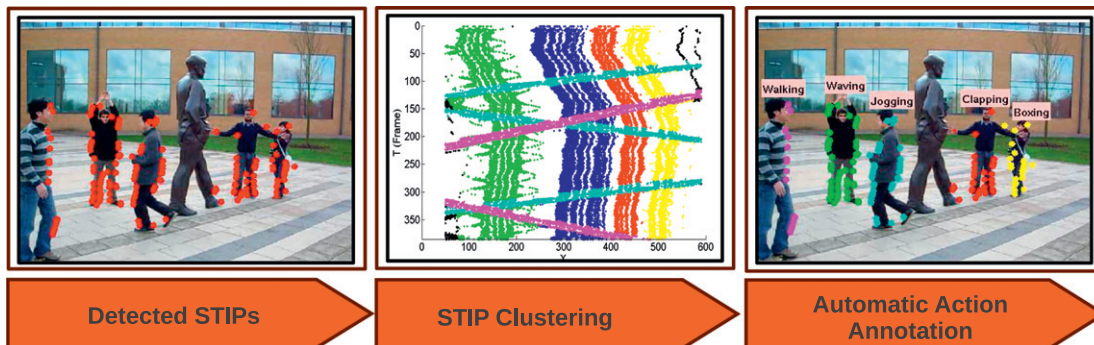 0
50
100
150
200
250
300
350
T (Frame)
0 100 200 300 400 500 600
X
Walking
Waving
Jogging
Clapping
Boxing
Detected STIPs
STIP Clustering
Automatic Action
Annotation